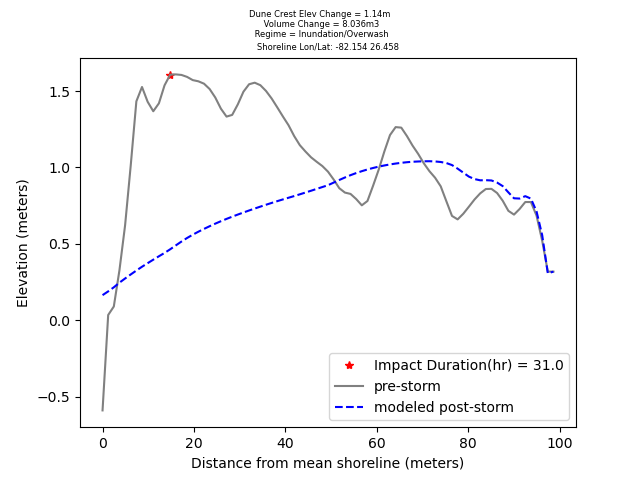 Dune Crest Elev Change = 1.14m
Volume Change = 8.036m3
Regime = Inundation/Overwash
Shoreline Lon/Lat: -82.154 26.458
1.5
1.0
0.5
0.0
−0.5
Elevation (meters)
Impact Duration(hr) = 31.0
pre-storm
modeled post-storm
0 20 40 60 80 100
Distance from mean shoreline (meters)